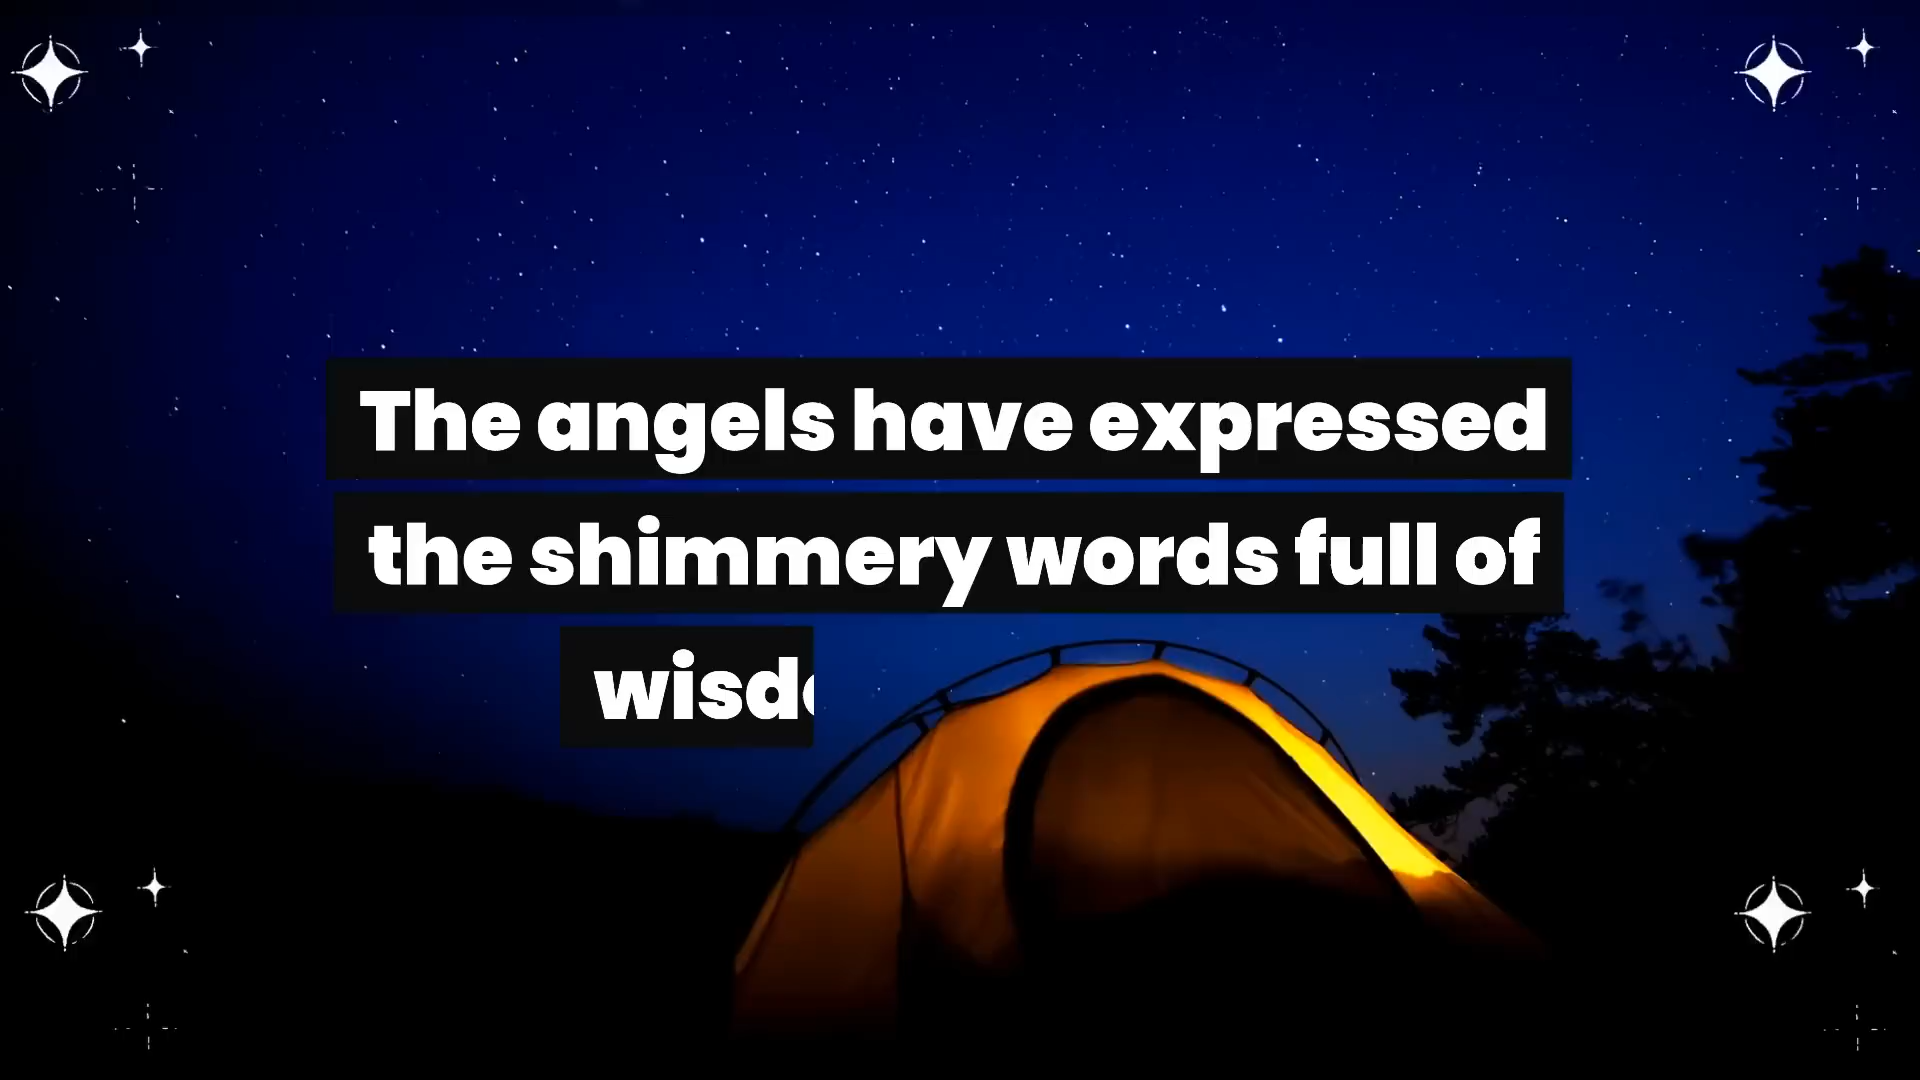 The angels have expressed
the shimmery words full of
wisd